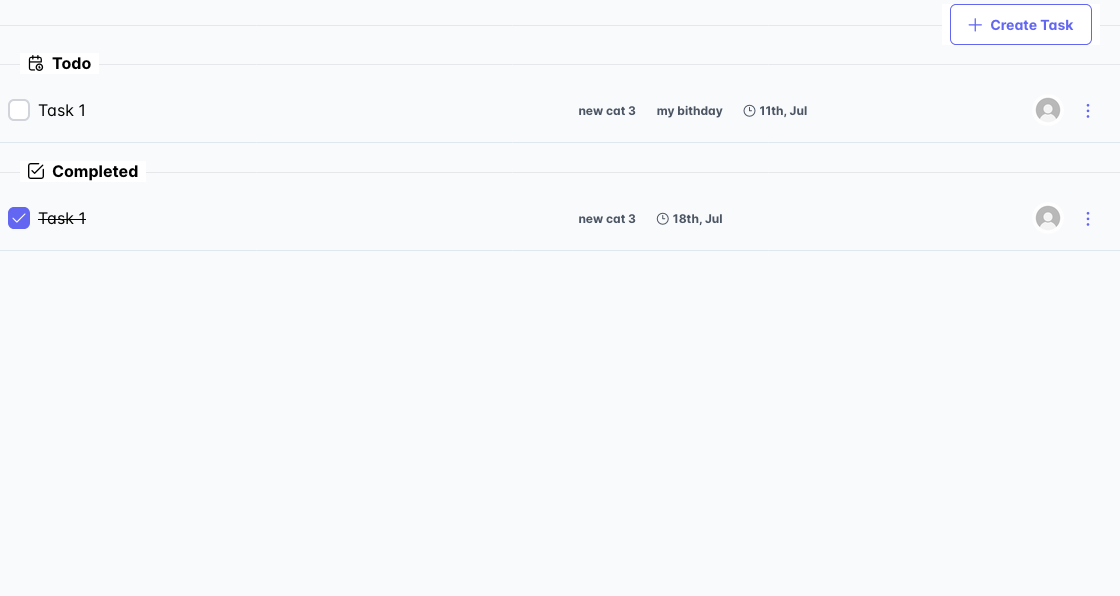 Create Task
Todo
Task 1 new cat 3 my bithday 11th, Jul
Completed
Task 1 new cat 3 18th, Jul